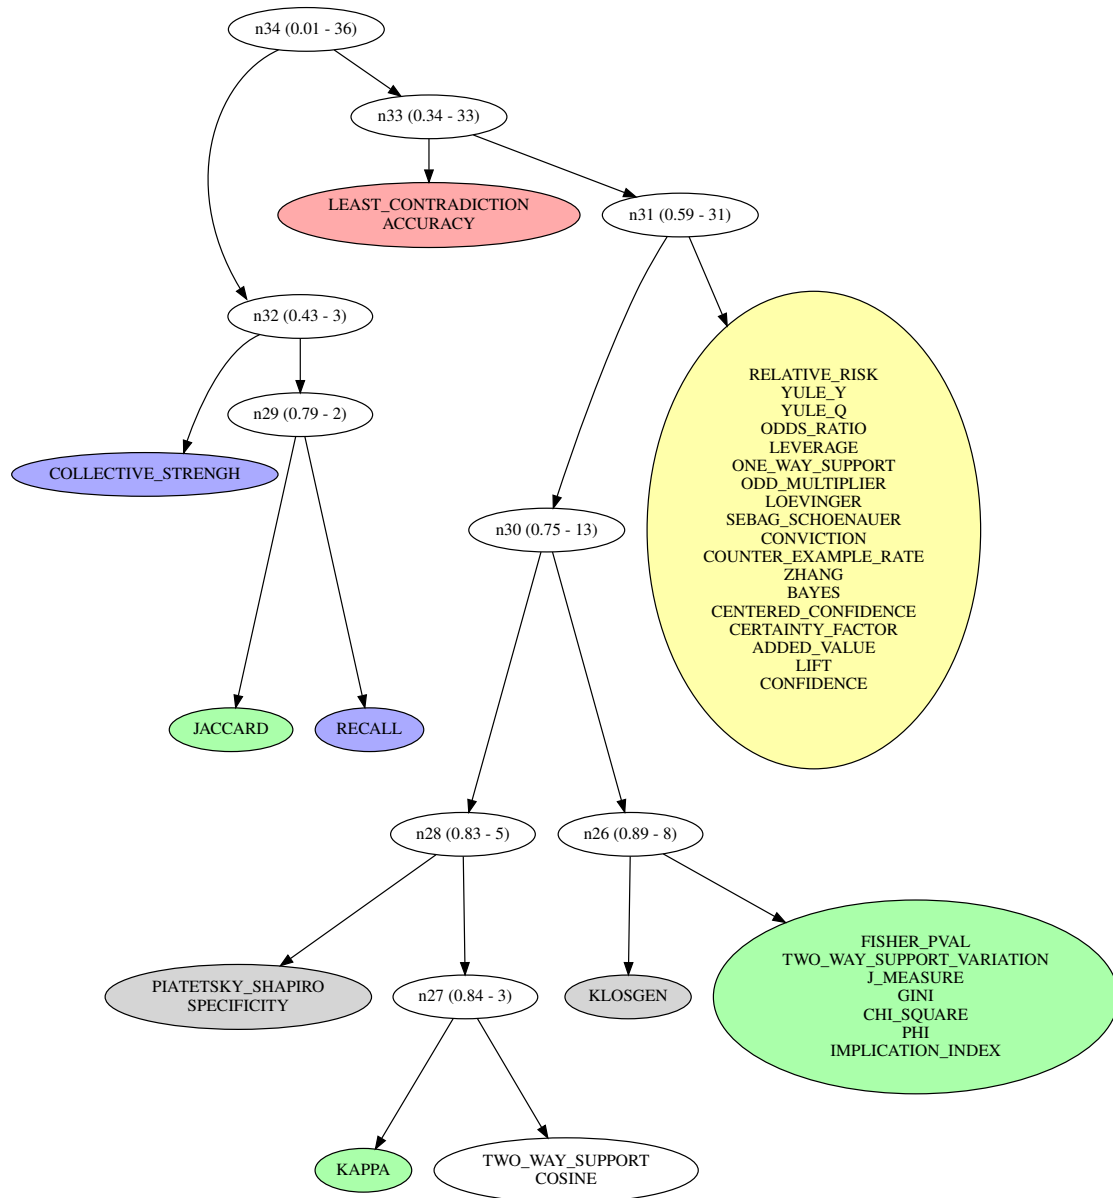 n34 (0.01 - 36)
n33 (0.34 - 33)
LEAST_CONTRADICTION
ACCURACY
n31 (0.59 - 31)
n32 (0.43 - 3)
n29 (0.79 - 2)
COLLECTIVE_STRENGH
RELATIVE_RISK
YULE_Y
YULE_Q
ODDS_RATIO
LEVERAGE
ONE_WAY_SUPPORT
ODD_MULTIPLIER
LOEVINGER
SEBAG_SCHOENAUER
CONVICTION
COUNTER_EXAMPLE_RATE
ZHANG
BAYES
CENTERED_CONFIDENCE
CERTAINTY_FACTOR
ADDED_VALUE
LIFT
CONFIDENCE
n30 (0.75 - 13)
JACCARD
RECALL
n28 (0.83 - 5)
n26 (0.89 - 8)
PIATETSKY_SHAPIRO
SPECIFICITY
n27 (0.84 - 3)
KLOSGEN
FISHER_PVAL
TWO_WAY_SUPPORT_VARIATION
J_MEASURE
GINI
CHI_SQUARE
PHI
IMPLICATION_INDEX
KAPPA
TWO_WAY_SUPPORT
COSINE